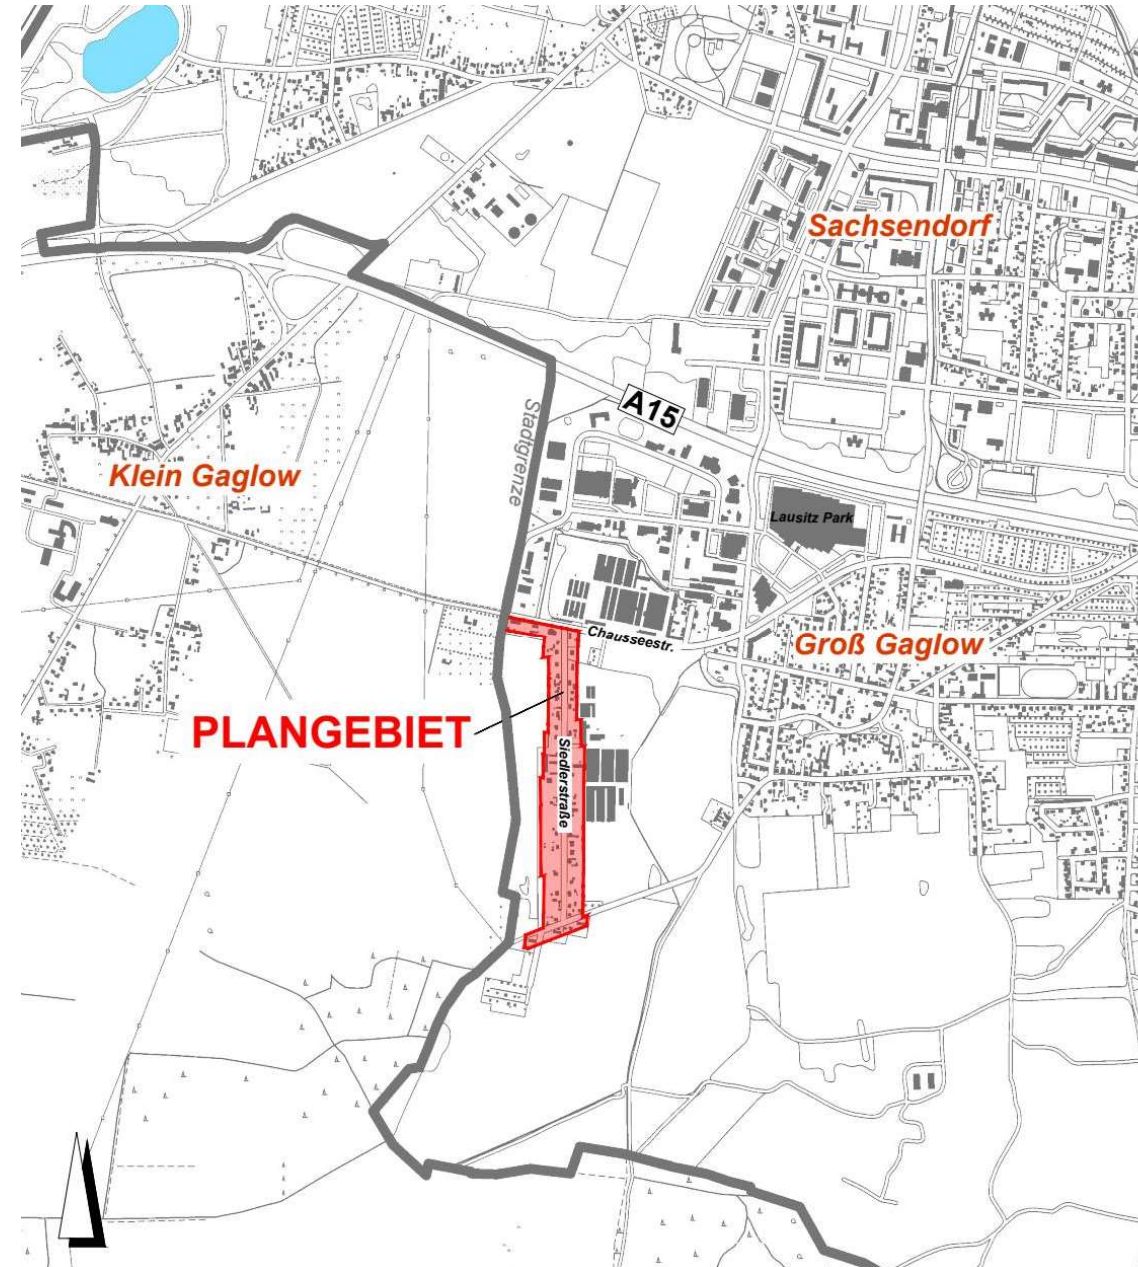 Sachsendorf
A15
Stadtgrenze
Klein Gaglow
Lausitz Park
Chausseestr.
Groß Gaglow
PLANGEBIET
Siedlerstraße